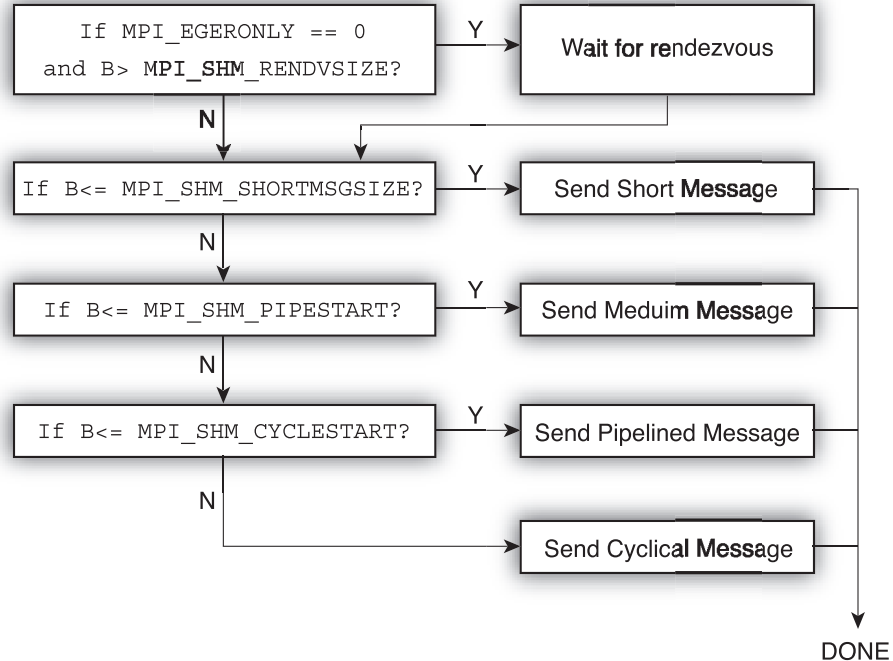 If MPI_EGERONLY == 0
and B> MPI_SHM_RENDVSIZE?
Y
Wait for rendezvous
N
If B<= MPI_SHM_SHORTMSGSIZE?
Y
Send Short Message
N
If B<= MPI_SHM_PIPESTART?
Y
Send Meduim Message
N
If B<= MPI_SHM_CYCLESTART?
Y
Send Pipelined Message
N
Send Cyclical Message
DONE